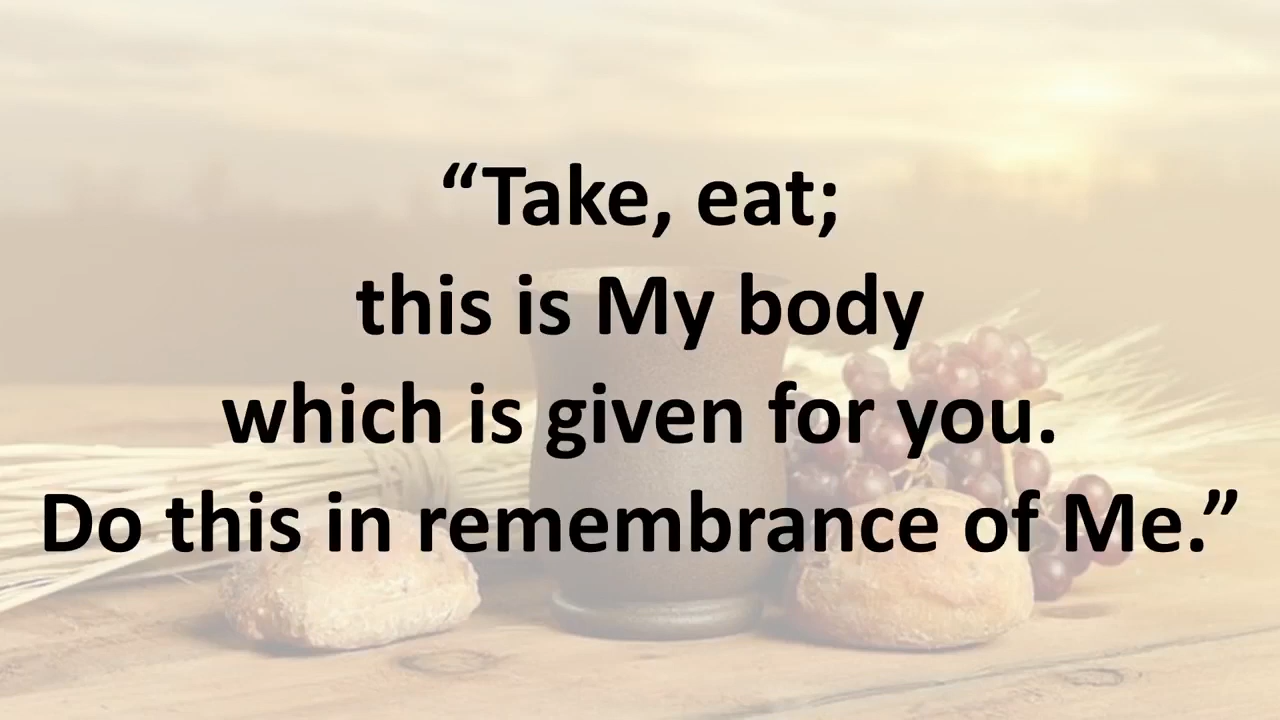 “Take, eat;
this is My body
which is given for you.
Do this in remembrance of Me.”